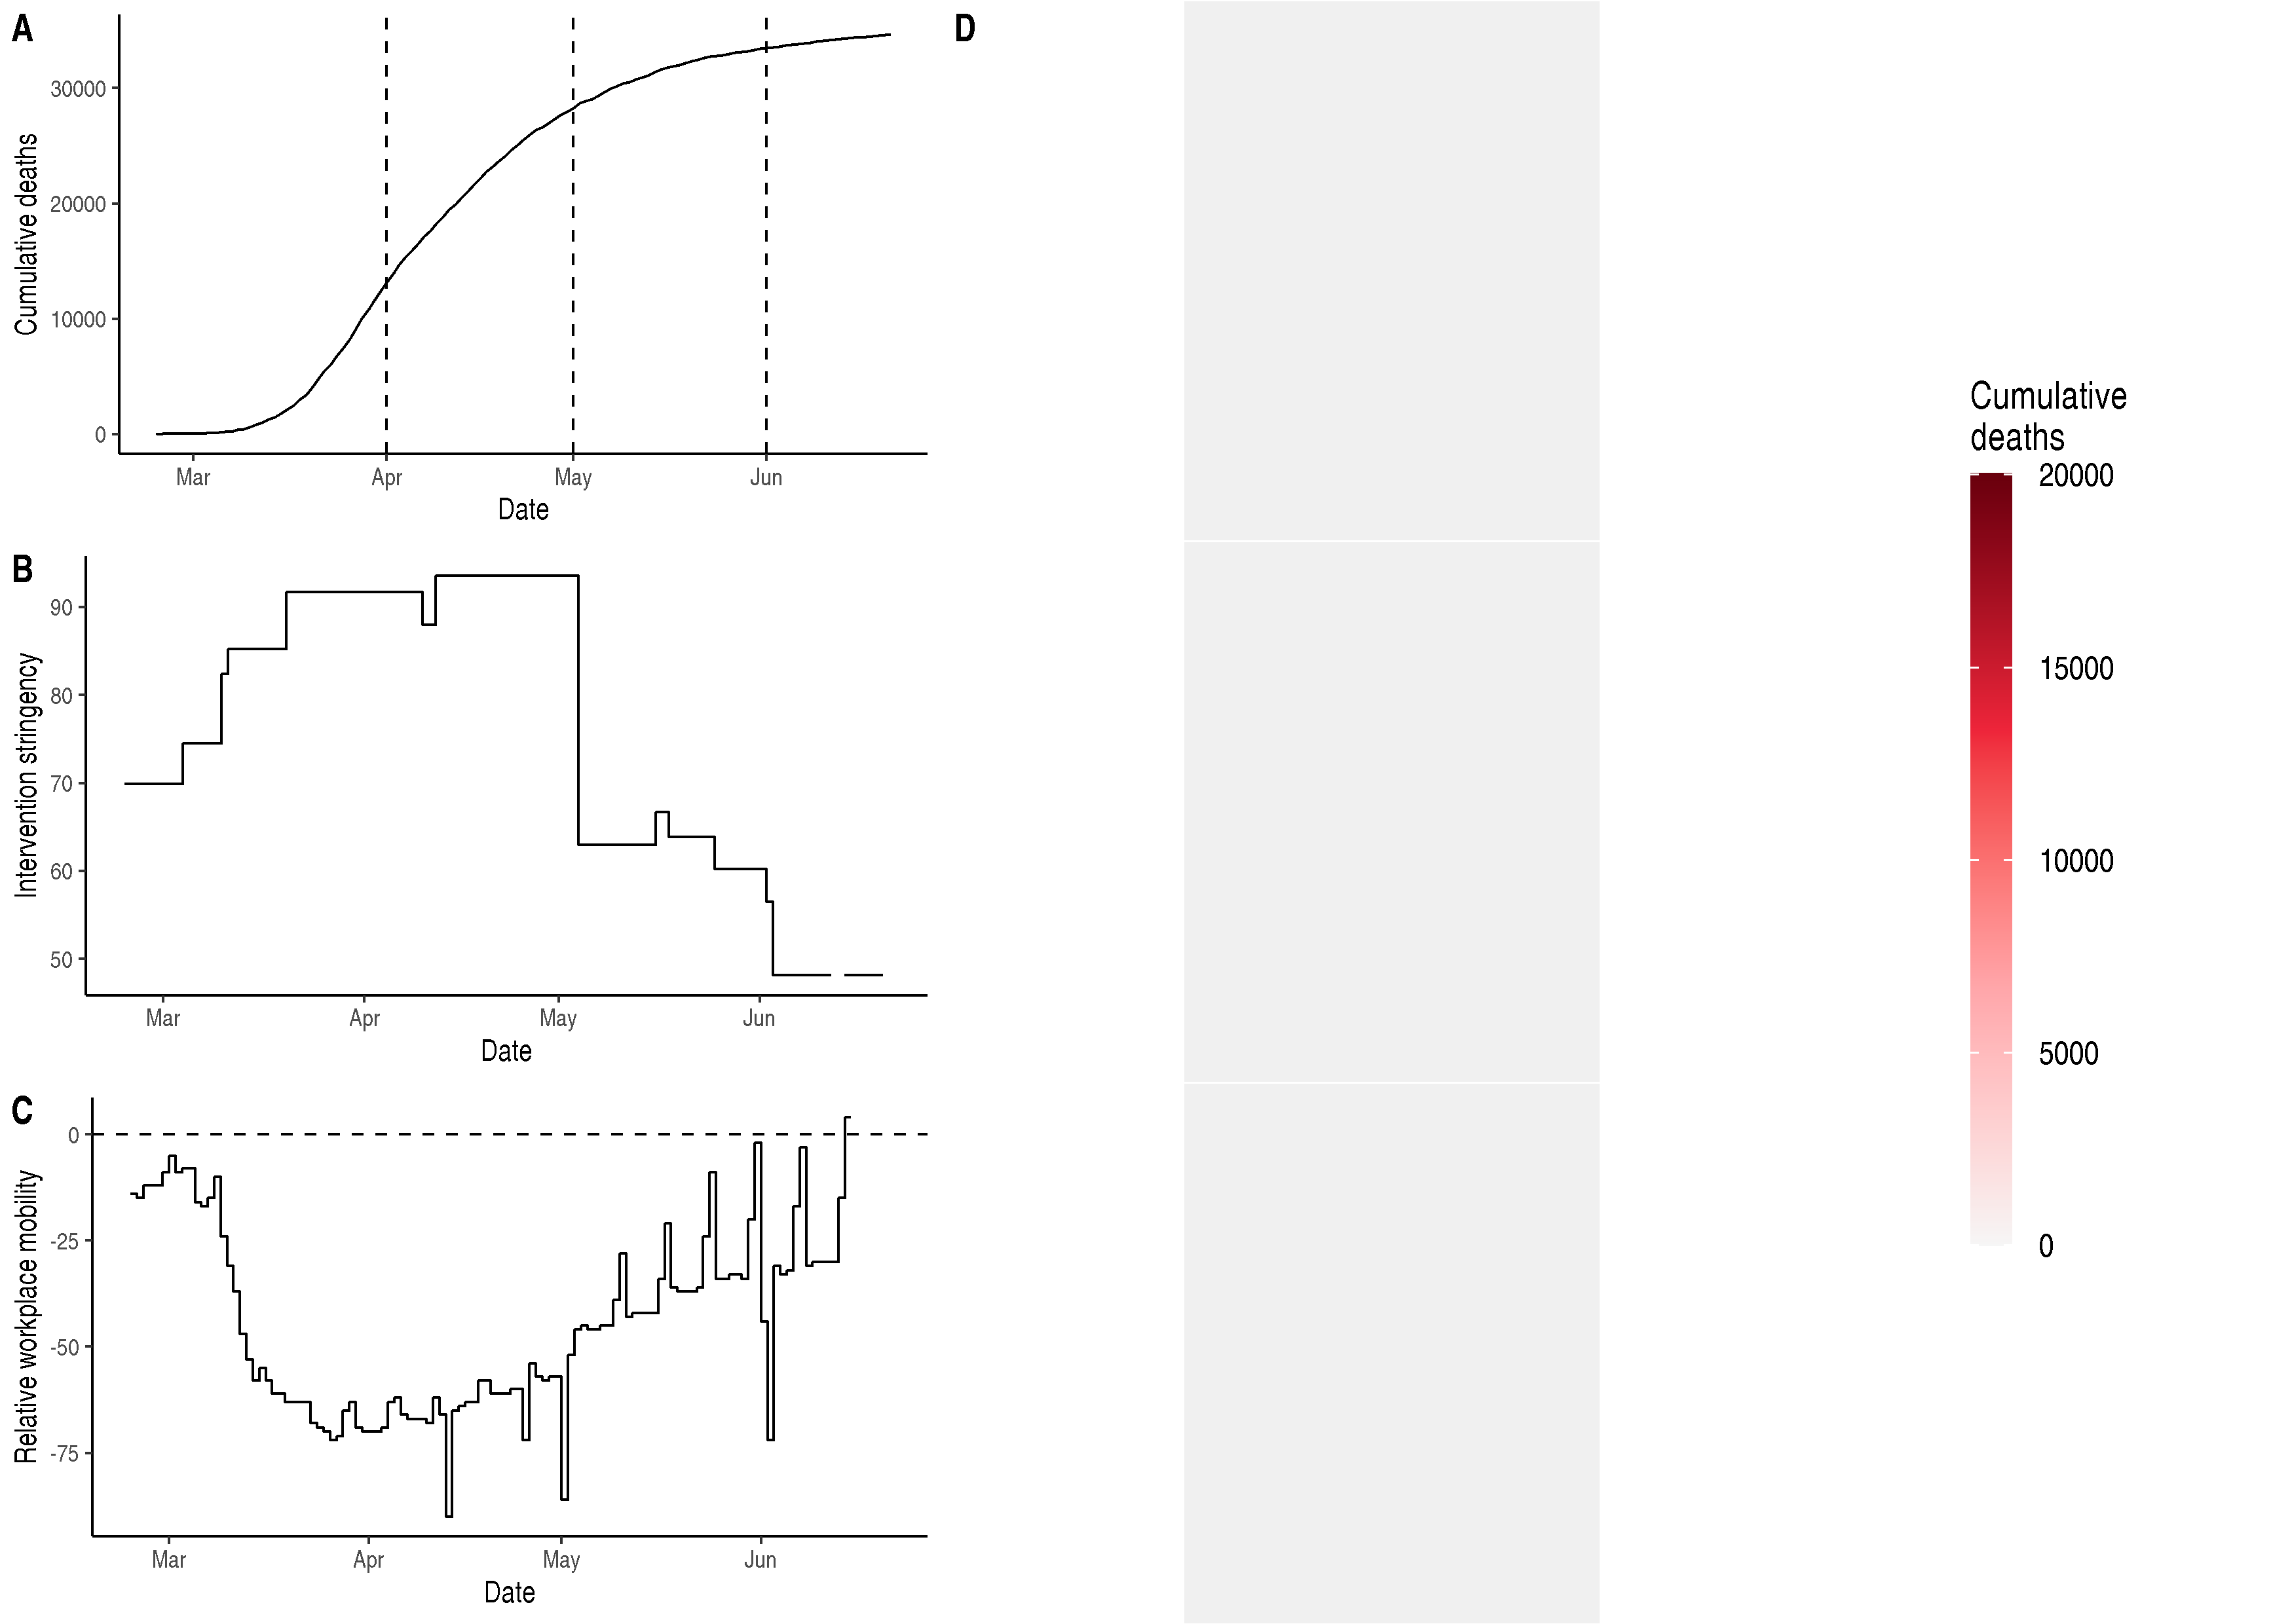 A
Cumulative deaths
30000
20000
10000
0
Mar Apr May Jun
Date
B
Intervention stringency
90
80
70
60
50
Mar Apr May Jun
Date
C
Relative workplace mobility
0
-25
-50
-75
Mar Apr May Jun
Date
D
Cumulative
deaths
20000
15000
10000
5000
0